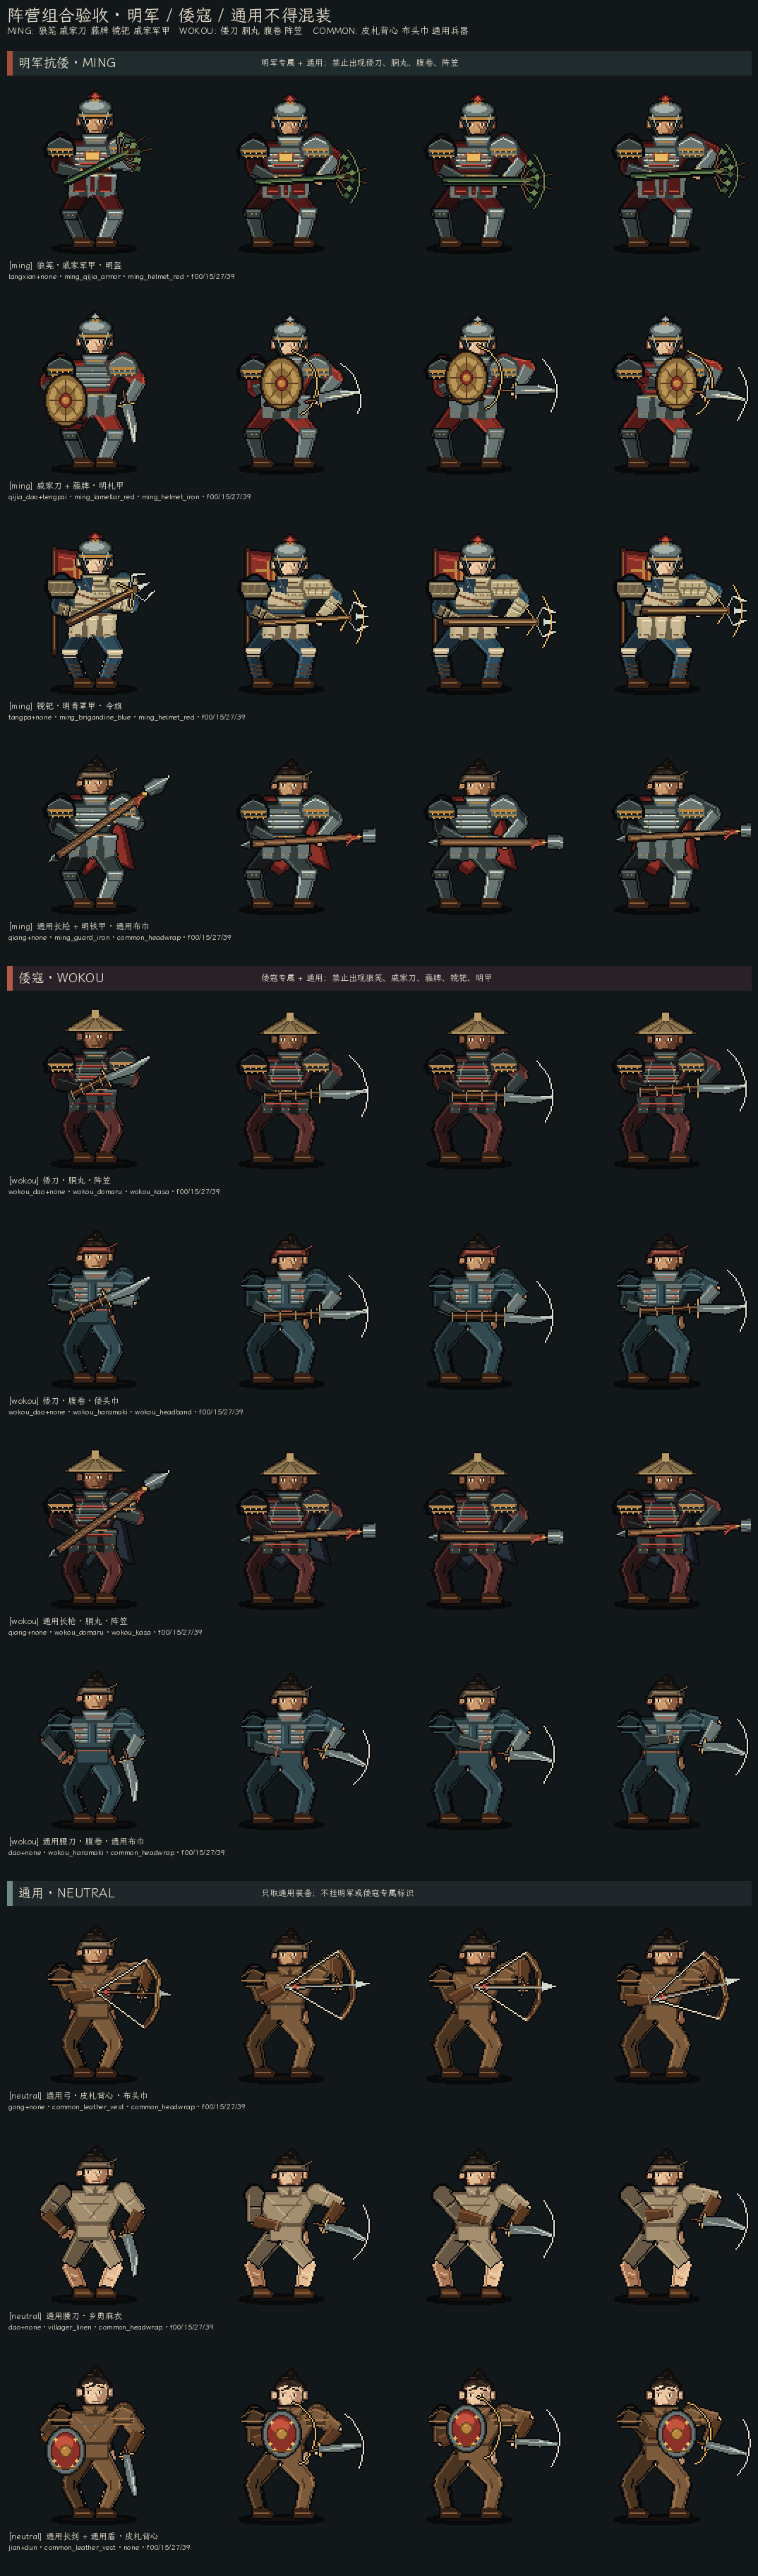 阵营组合验收・明军 / 倭寇 / 通用不得混装
MING: 狼筅 戚家刀 藤牌 镋钯 戚家军甲 WOKOU: 倭刀 胴丸 腹卷 阵笠 COMMON: 皮札背心 布头巾 通用兵器
明军抗倭・MING
明军专属 + 通用；禁止出现倭刀、胴丸、腹卷、阵笠
[ming] 狼筅・戚家军甲・明盔
langxian+none・ming_qijia_armor・ming_helmet_red・f00/15/27/39
[ming] 戚家刀 + 藤牌・明札甲
qijia_dao+tengpai・ming_lamellar_red・ming_helmet_iron・f00/15/27/39
[ming] 镋钯・明青罩甲・令旗
tangpa+none・ming_brigandine_blue・ming_helmet_red・f00/15/27/39
[ming] 通用长枪 + 明铁甲・通用布巾
qiang+none・ming_guard_iron・common_headwrap・f00/15/27/39
倭寇・WOKOU
倭寇专属 + 通用；禁止出现狼筅、戚家刀、藤牌、镋钯、明甲
[wokou] 倭刀・胴丸・阵笠
wokou_dao+none・wokou_domaru・wokou_kasa・f00/15/27/39
[wokou] 倭刀・腹卷・倭头巾
wokou_dao+none・wokou_haramaki・wokou_headband・f00/15/27/39
[wokou] 通用长枪・胴丸・阵笠
qiang+none・wokou_domaru・wokou_kasa・f00/15/27/39
[wokou] 通用腰刀・腹卷・通用布巾
dao+none・wokou_haramaki・common_headwrap・f00/15/27/39
通用・NEUTRAL
只取通用装备；不挂明军或倭寇专属标识
[neutral] 通用弓・皮札背心・布头巾
gong+none・common_leather_vest・common_headwrap・f00/15/27/39
[neutral] 通用腰刀・乡勇麻衣
dao+none・villager_linen・common_headwrap・f00/15/27/39
[neutral] 通用长剑 + 通用盾・皮札背心
jian+dun・common_leather_vest・none・f00/15/27/39